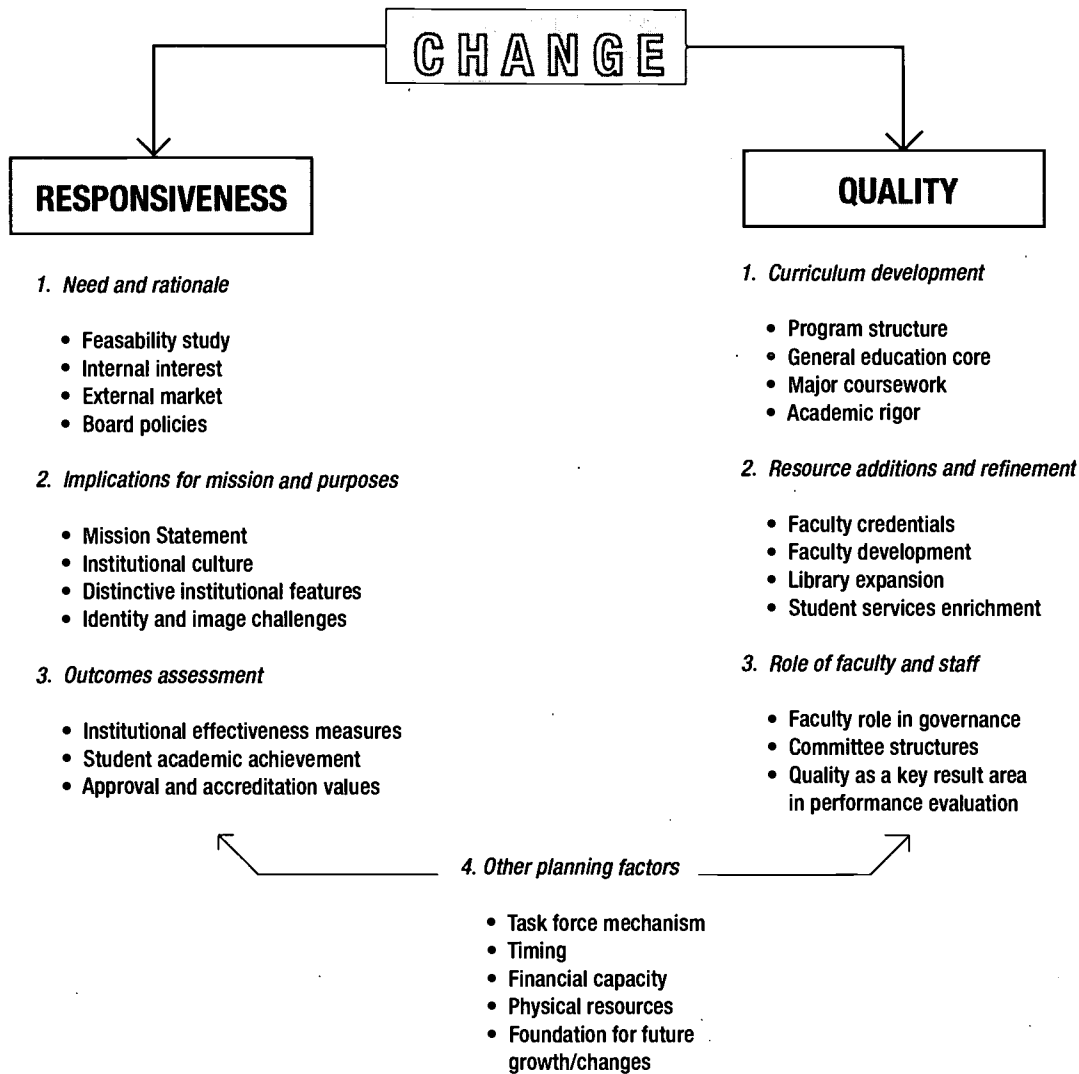 CHANGE
RESPONSIVENESS
1. Need and rationale
• Feasability study
• Internal interest
• External market
• Board policies
2. Implications for mission and purposes
• Mission Statement
• Institutional culture
• Distinctive institutional features
• Identity and image challenges
3. Outcomes assessment
• Institutional effectiveness measures
• Student academic achievement
• Approval and accreditation values
QUALITY
1. Curriculum development
• Program structure
• General education core
• Major coursework
• Academic rigor
2. Resource additions and refinement
• Faculty credentials
• Faculty development
• Library expansion
• Student services enrichment
3. Role of faculty and staff
• Faculty role in governance
• Committee structures
• Quality as a key result area
in performance evaluation
4. Other planning factors
• Task force mechanism
• Timing
• Financial capacity
• Physical resources
• Foundation for future
growth/changes